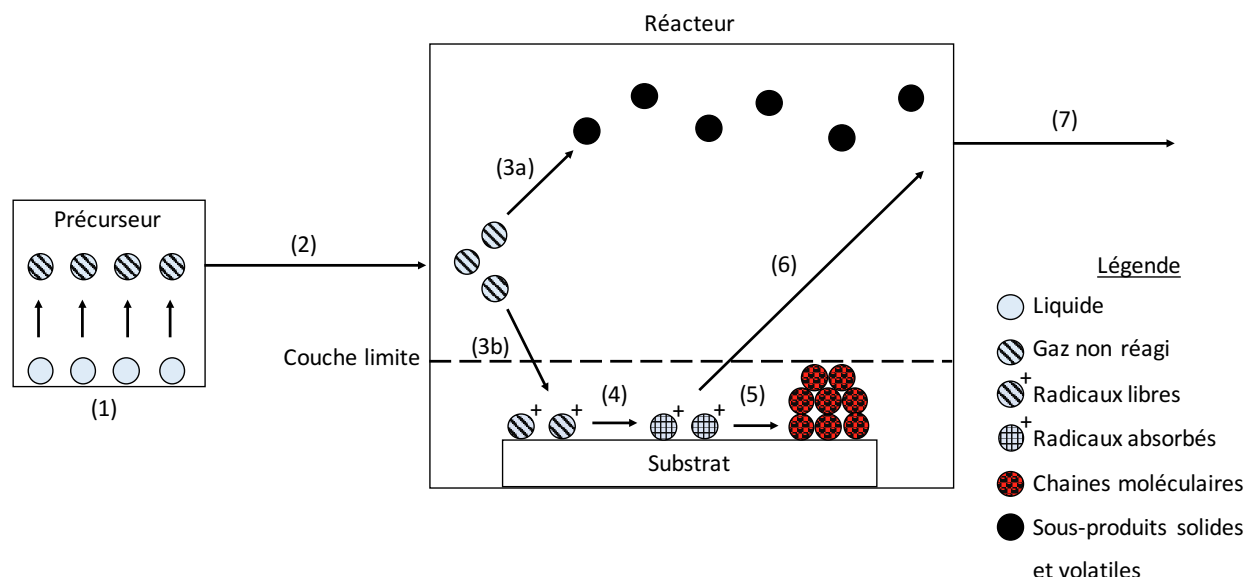 Réacteur
(7)
(3a)
Précurseur
(2)
(6)
Légende
Liquide
Couche limite
(3b)
Gaz non réagi
(1)
(4)
(5)
+
Radicaux libres
+ + + +
+
Radicaux absorbés
Substrat
Chaines moléculaires
Sous-produits solides
et volatiles